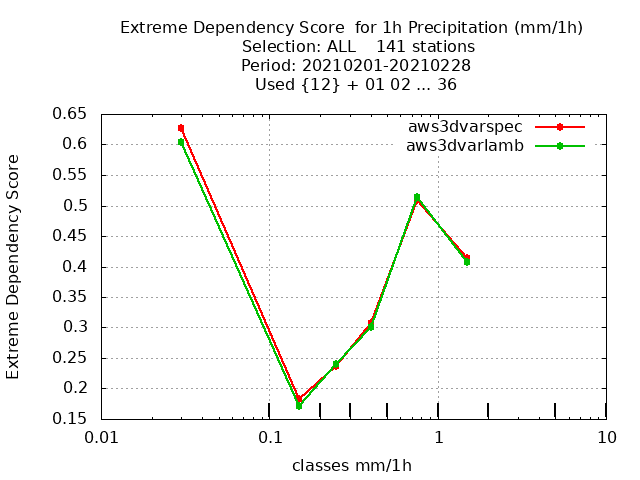 Extreme Dependency Score  for 1h Precipitation (mm/1h)
Selection: ALL    141 stations
Period: 20210201-20210228
Used {12} + 01 02 ... 36
aws3dvarspec
aws3dvarlamb
Extreme Dependency Score
0.65
0.6
0.55
0.5
0.45
0.4
0.35
0.3
0.25
0.2
0.15
0.01 0.1 1 10
classes mm/1h